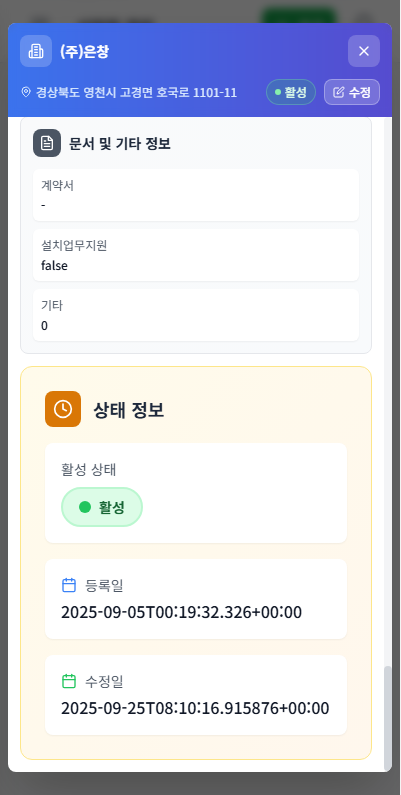 (주)은창
경상북도 영천시 고경면 호국로 1101-11
활성
수정
문서 및 기타 정보
계약서
-
설치업무지원
false
기타
0
상태 정보
활성 상태
활성
등록일
2025-09-05T00:19:32.326+00:00
수정일
2025-09-25T08:10:16.915876+00:00